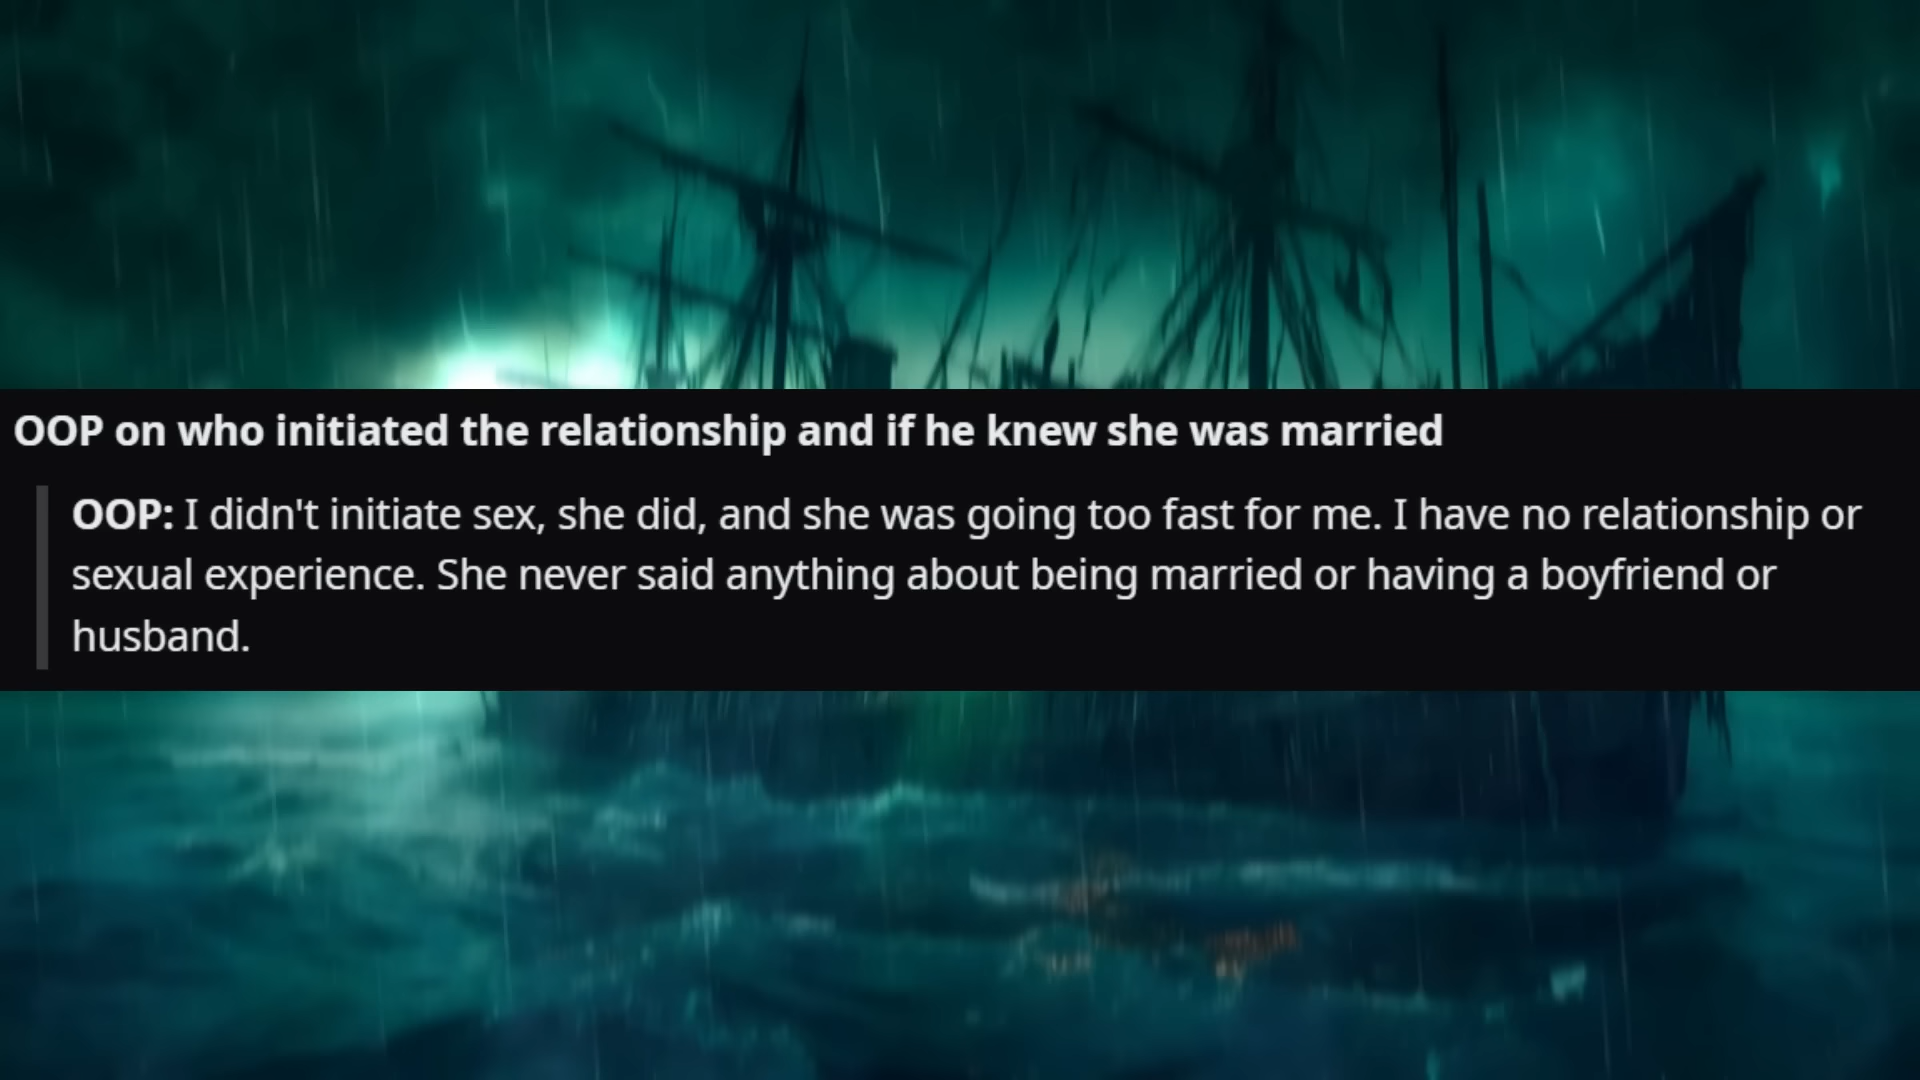 OOP on who initiated the relationship and if he knew she was married
OOP: I didn't initiate sex, she did, and she was going too fast for me. I have no relationship or
sexual experience. She never said anything about being married or having a boyfriend or
husband.